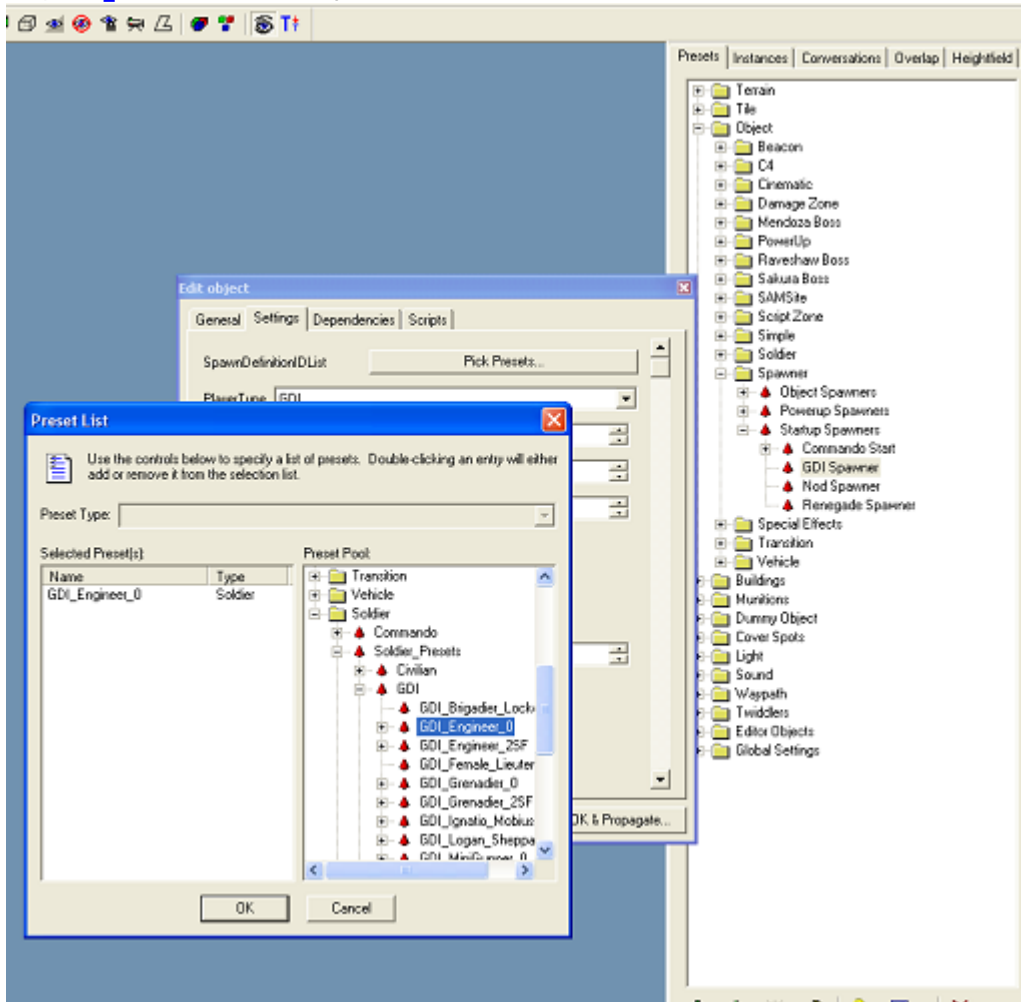 Presets Instances Conversations Overlap Heightfield
Terrain
Tile
Object
Beacon
C4
Cinematic
Damage Zone
Mendoza Boss
PowerUp
Raveshaw Boss
Sakura Boss
SAMSite
Script Zone
Simple
Soldier
Spawner
Object Spawners
Powerup Spawners
Startup Spawners
Commando Start
GDI Spawner
Nod Spawner
Renegade Spawner
Special Effects
Transition
Vehicle
Buildings
Munitions
Dummy Object
Cover Spots
Light
Sound
Waypath
Twiddlers
Editor Objects
Global Settings
Edit object
General Settings Dependencies Scripts
SpawnDefinitionIDList Pick Presets...
PlayerType GDI
OK & Propagate...
Preset List
Use the controls below to specify a list of presets. Double-clicking an entry will either
add or remove it from the selection list.
Preset Type:
Selected Preset(s): Preset Pool:
Name Type
GDI_Engineer_0 Soldier
Transition
Vehicle
Soldier
Commando
Soldier_Presets
Civilian
GDI
GDI_Brigadier_Lock
GDI_Engineer_0
GDI_Engineer_2SF
GDI_Female_Lieuter
GDI_Grenadier_0
GDI_Grenadier_2SF
GDI_Ignatio_Mobius
GDI_Logan_Sheppa
GDI_MiniGunner_0
OK Cancel